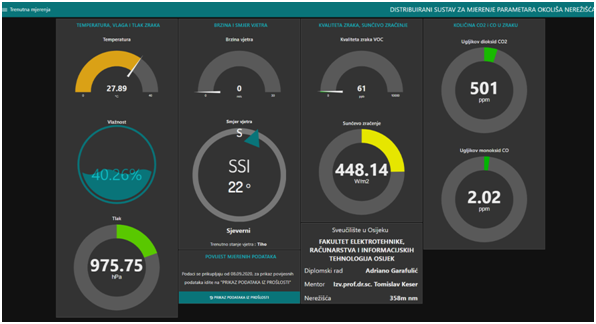 Trenutna mjerenja
DISTRIBUIRANI SUSTAV ZA MJERENJE PARAMETARA OKOLIŠA NEREŽIŠĆA
TEMPERATURA, VLAGA I TLAK ZRAKA
Temperatura
27.89
°C
0
40
Vlažnost
40.26%
Tlak
975.75
hPa
BRZINA I SMJER VJETRA
Brzina vjetra
0
Smjer vjetra
S
SSI
22 °
Sjeverni
Trenutno stanje vjetra : Tiho
POVIJEST MJERENIH PODATAKA
Podaci se prikupljaju od 09.05.2020, za prikaz povijesnih
podataka idite na "PRIKAZ PODATAKA IZ PROŠLOSTI"
PRIKAZ PODATAKA IZ PROŠLOSTI
KVALITETA ZRAKA, SUNČEVO ZRAČENJE
Kvaliteta zraka VOC
61
ppm
Sunčevo zračenje
448.14
W/m2
Sveučilište u Osijeku
FAKULTET ELEKTROTEHNIKE,
RAČUNARSTVA I INFORMACIJSKIH
TEHNOLOGIJA OSIJEK
Diplomski rad Adriano Garafulić
Mentor Izv.prof.dr.sc. Tomislav Keser
Nerežišća 358m nm
KOLIČINA CO2 I CO U ZRAKU
Ugljikov dioksid CO2
501
ppm
Ugljikov monoksid CO
2.02
ppm